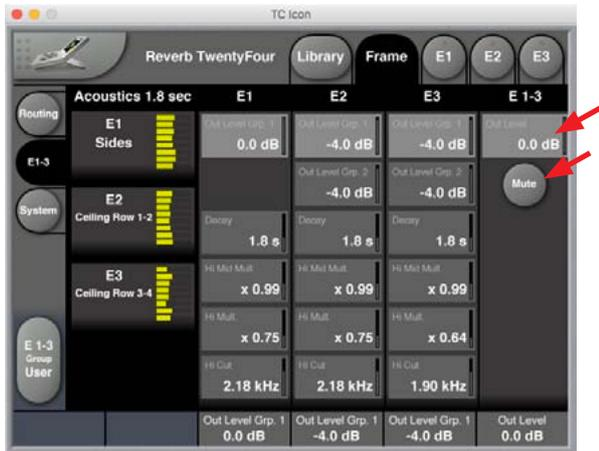 TC Icon
Reverb TwentyFour
Library
Frame
E1
E2
E3
Routing
E1-3
System
E 1-3
Group
User
Acoustics 1.8 sec
E1
E2
E3
E 1-3
E1
Sides
E2
Ceiling Row 1-2
E3
Ceiling Row 3-4
Out Level Grp. 1
Out Level Grp. 1
Out Level Grp. 1
Out Level
0.0 dB
-4.0 dB
-4.0 dB
0.0 dB
Out Level Grp. 2
Out Level Grp. 2
-4.0 dB
-4.0 dB
Mute
Decay
Decay
Decay
1.8 s
1.8 s
1.8 s
Hi Mid Mult.
Hi Mid Mult.
Hi Mid Mult.
x 0.99
x 0.99
x 0.99
Hi Mult.
Hi Mult.
Hi Mult.
x 0.75
x 0.75
x 0.64
Hi Cut
Hi Cut
Hi Cut
2.18 kHz
2.18 kHz
1.90 kHz
Out Level Grp. 1
Out Level Grp. 1
Out Level Grp. 1
Out Level
0.0 dB
-4.0 dB
-4.0 dB
0.0 dB